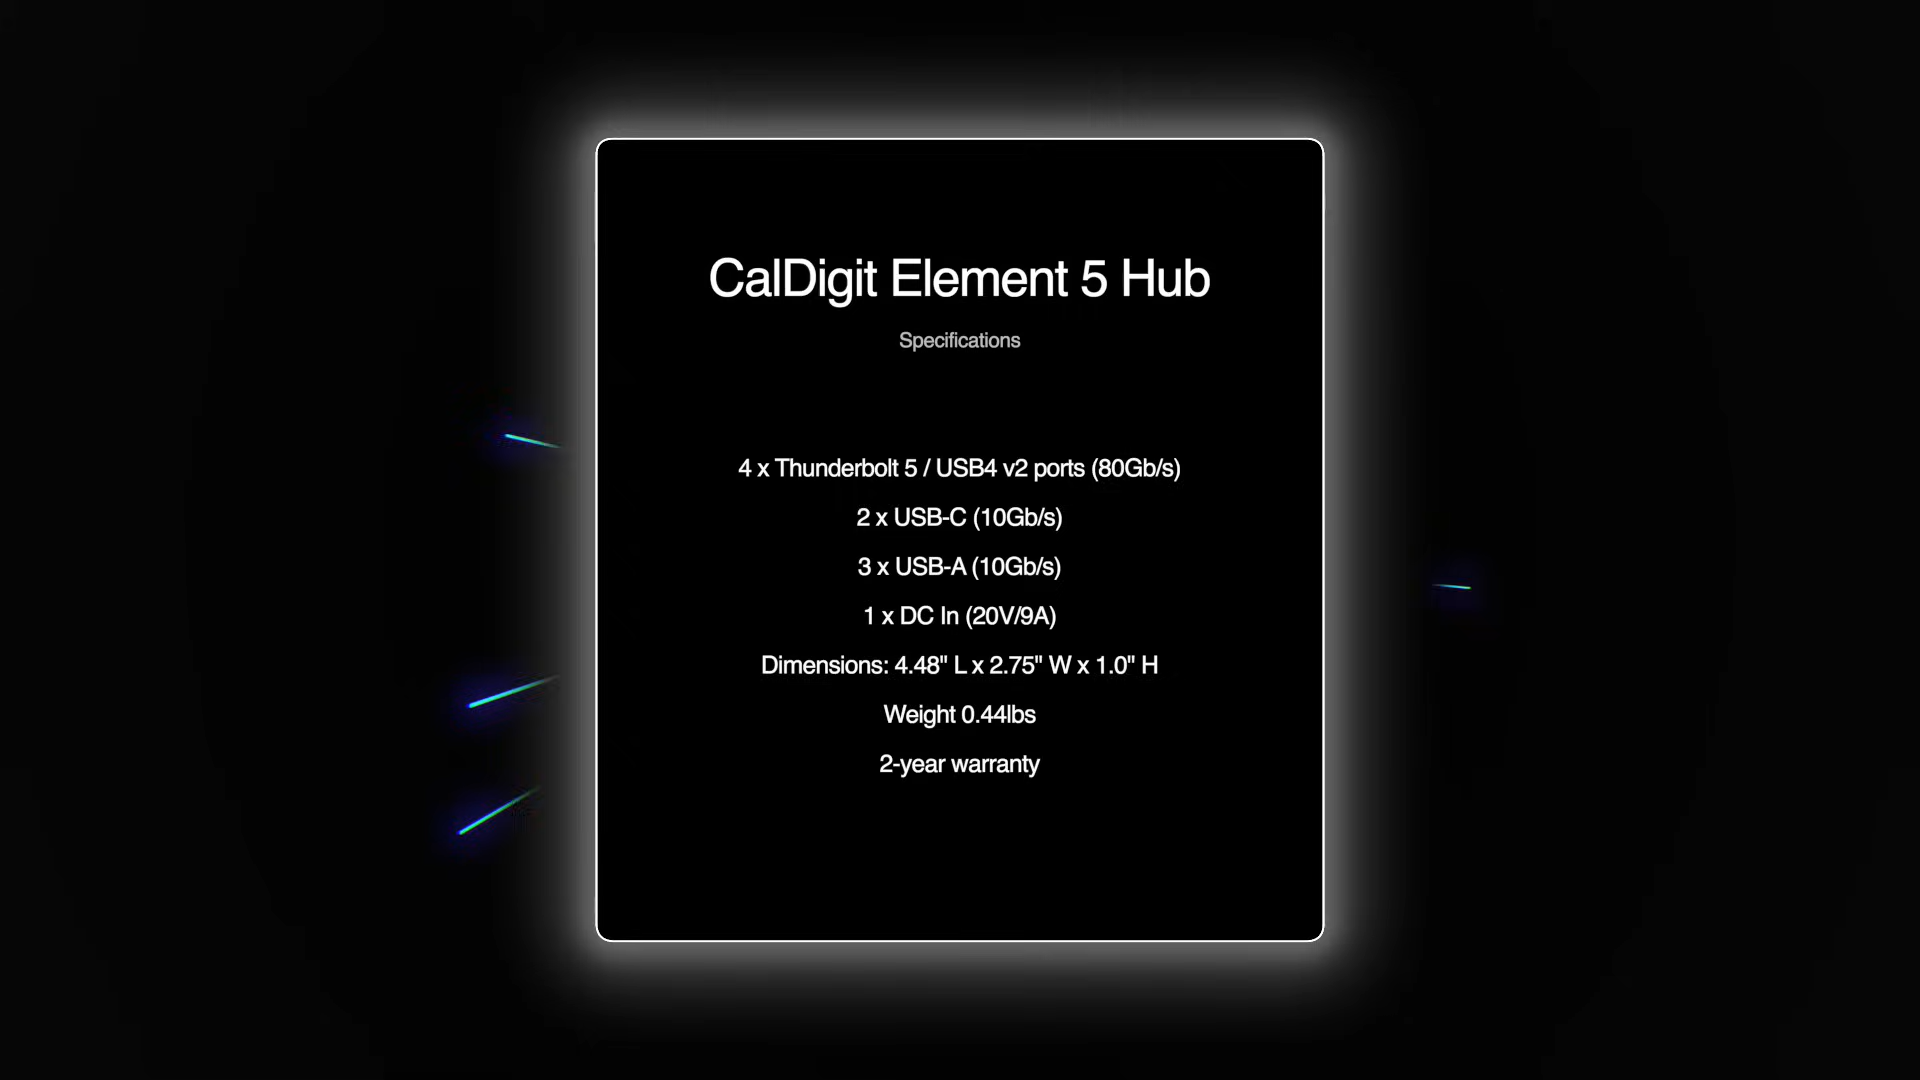 CalDigit Element 5 Hub
Specifications
4 x Thunderbolt 5 / USB4 v2 ports (80Gb/s)
2 x USB-C (10Gb/s)
3 x USB-A (10Gb/s)
1 x DC In (20V/9A)
Dimensions: 4.48" L x 2.75" W x 1.0" H
Weight 0.44lbs
2-year warranty